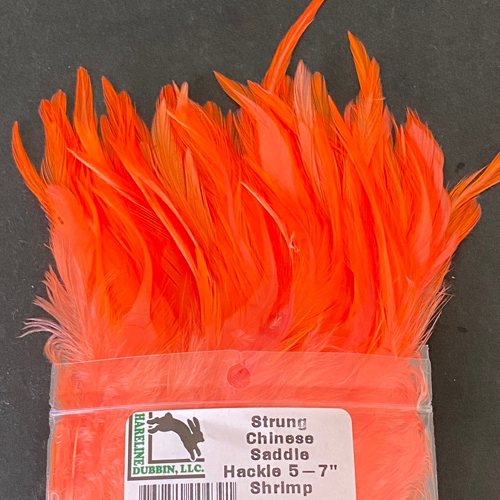 HARELINE
DUBBIN, LLC.
Strung
Chinese
Saddle
Hackle 5-7"
Shrimp